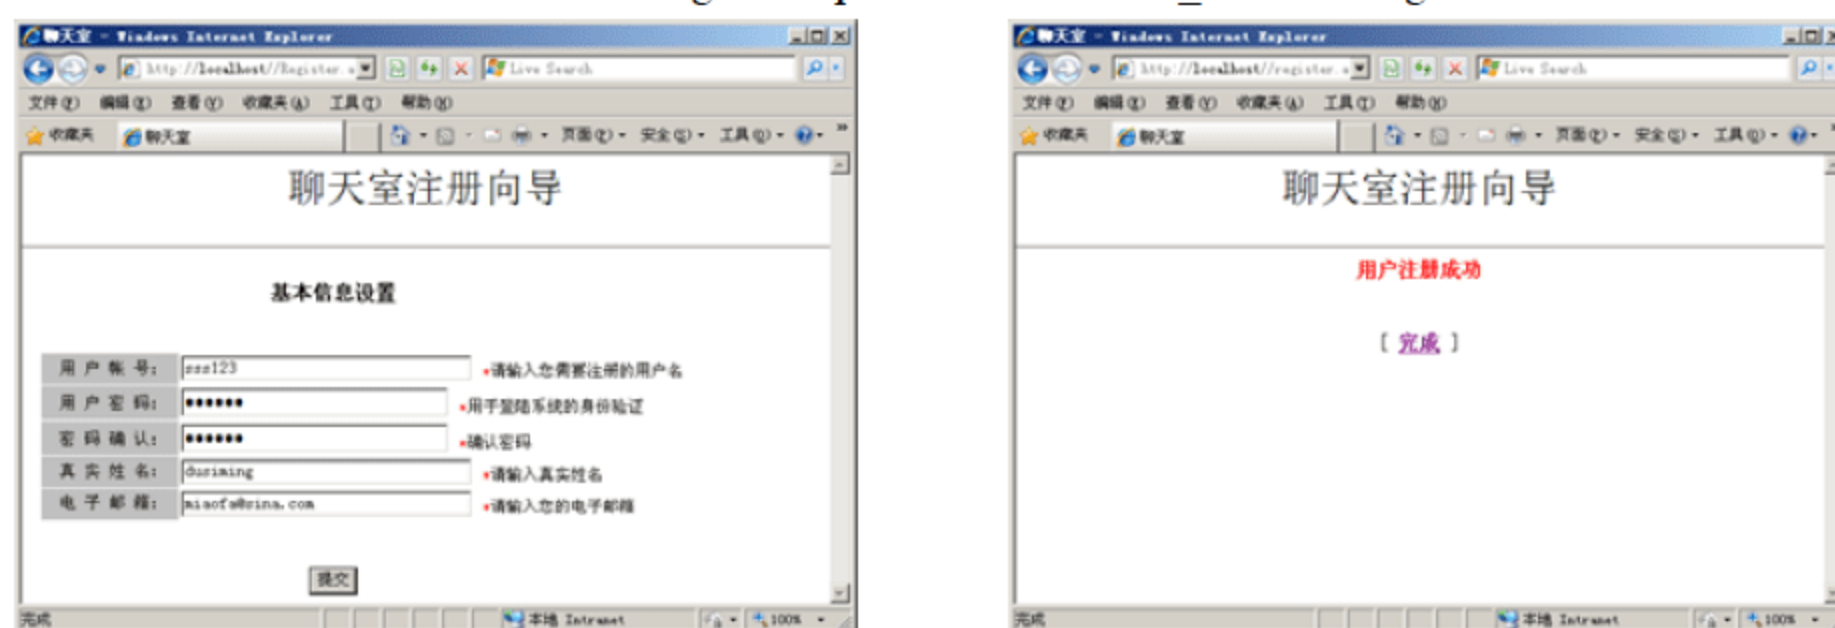 聊天室 - Windows Internet Explorer
http://localhost//Register.
Live Search
文件(F) 编辑(E) 查看(V) 收藏夹(A) 工具(T) 帮助(H)
收藏夹 聊天室 页面(P) 安全(S) 工具(O)
聊天室注册向导
基本信息设置
用户帐号: sss123 *请输入您需要注册的用户名
用户密码: ●●●●●● *用于登陆系统的身份验证
密码确认: ●●●●●● *确认密码
真实姓名: dusiming *请输入真实姓名
电子邮箱: miaofa@sina.com *请输入您的电子邮箱
提交
完成 本地 Intranet 100%
聊天室 - Windows Internet Explorer
http://localhost//register.
Live Search
文件(F) 编辑(E) 查看(V) 收藏夹(A) 工具(T) 帮助(H)
收藏夹 聊天室 页面(P) 安全(S) 工具(O)
聊天室注册向导
用户注册成功
[ 完成 ]
完成 本地 Intranet 100%